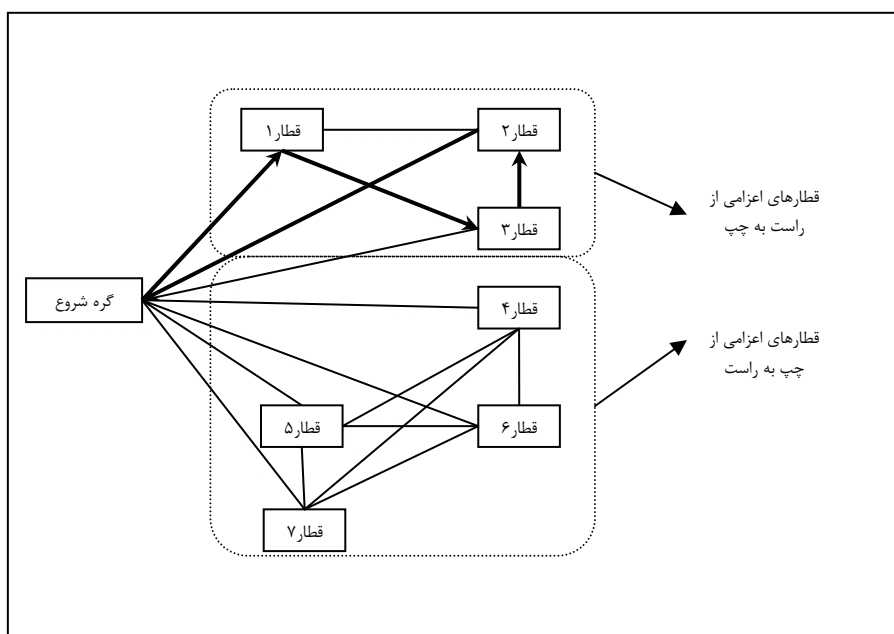 قطار۱
قطار۲
قطار۳
قطارهای اعزامی از
راست به چپ
گره شروع
قطار۴
قطارهای اعزامی از
چپ به راست
قطار۵
قطار۶
قطار۷